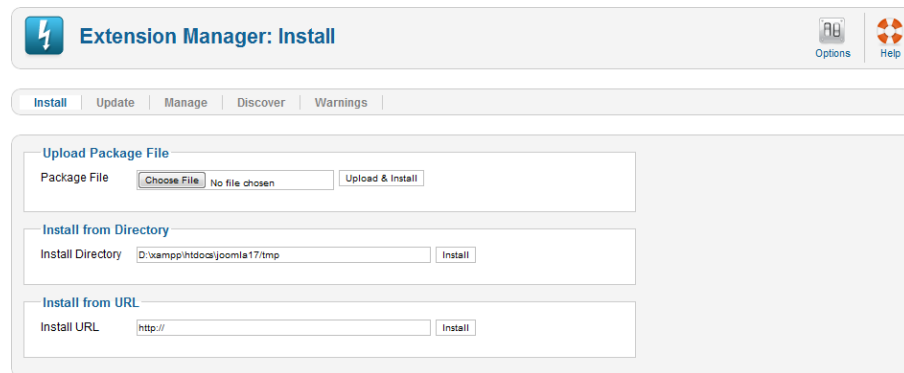 Extension Manager: Install
Options
Help
Install Update Manage Discover Warnings
Upload Package File
Package File Choose File No file chosen Upload & Install
Install from Directory
Install Directory D:\xampp\htdocs\joomla17/tmp Install
Install from URL
Install URL http:// Install